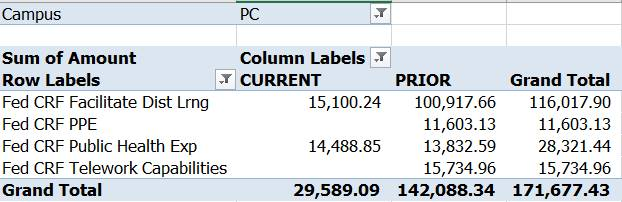 Campus PC
Sum of Amount Column Labels
Row Labels CURRENT PRIOR Grand Total
Fed CRF Facilitate Dist Lrng 15,100.24 100,917.66 116,017.90
Fed CRF PPE 11,603.13 11,603.13
Fed CRF Public Health Exp 14,488.85 13,832.59 28,321.44
Fed CRF Telework Capabilities 15,734.96 15,734.96
Grand Total 29,589.09 142,088.34 171,677.43